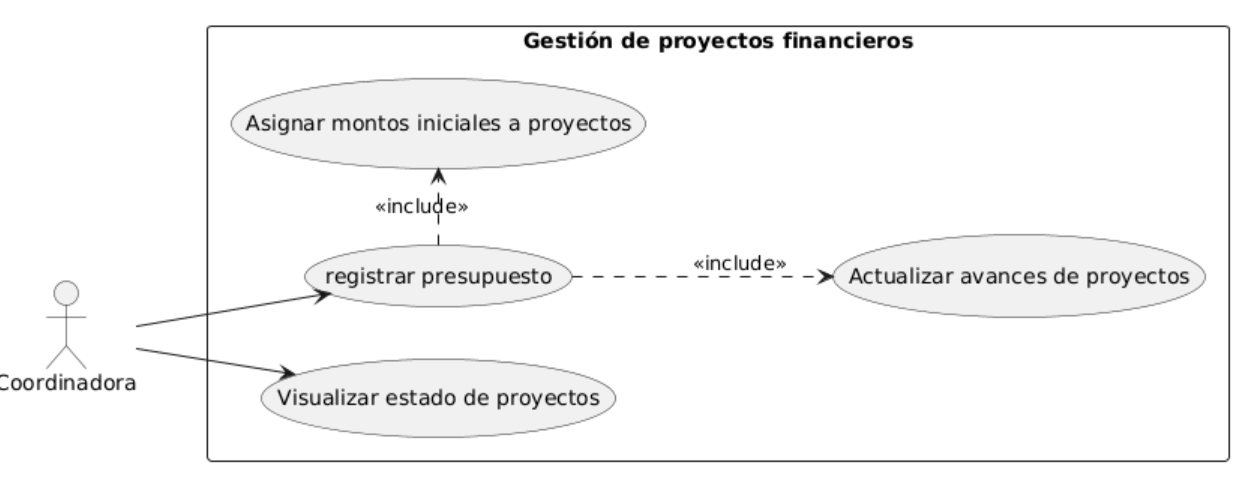 Gestión de proyectos financieros
Asignar montos iniciales a proyectos
«include»
registrar presupuesto
«include»
Actualizar avances de proyectos
Coordinadora
Visualizar estado de proyectos